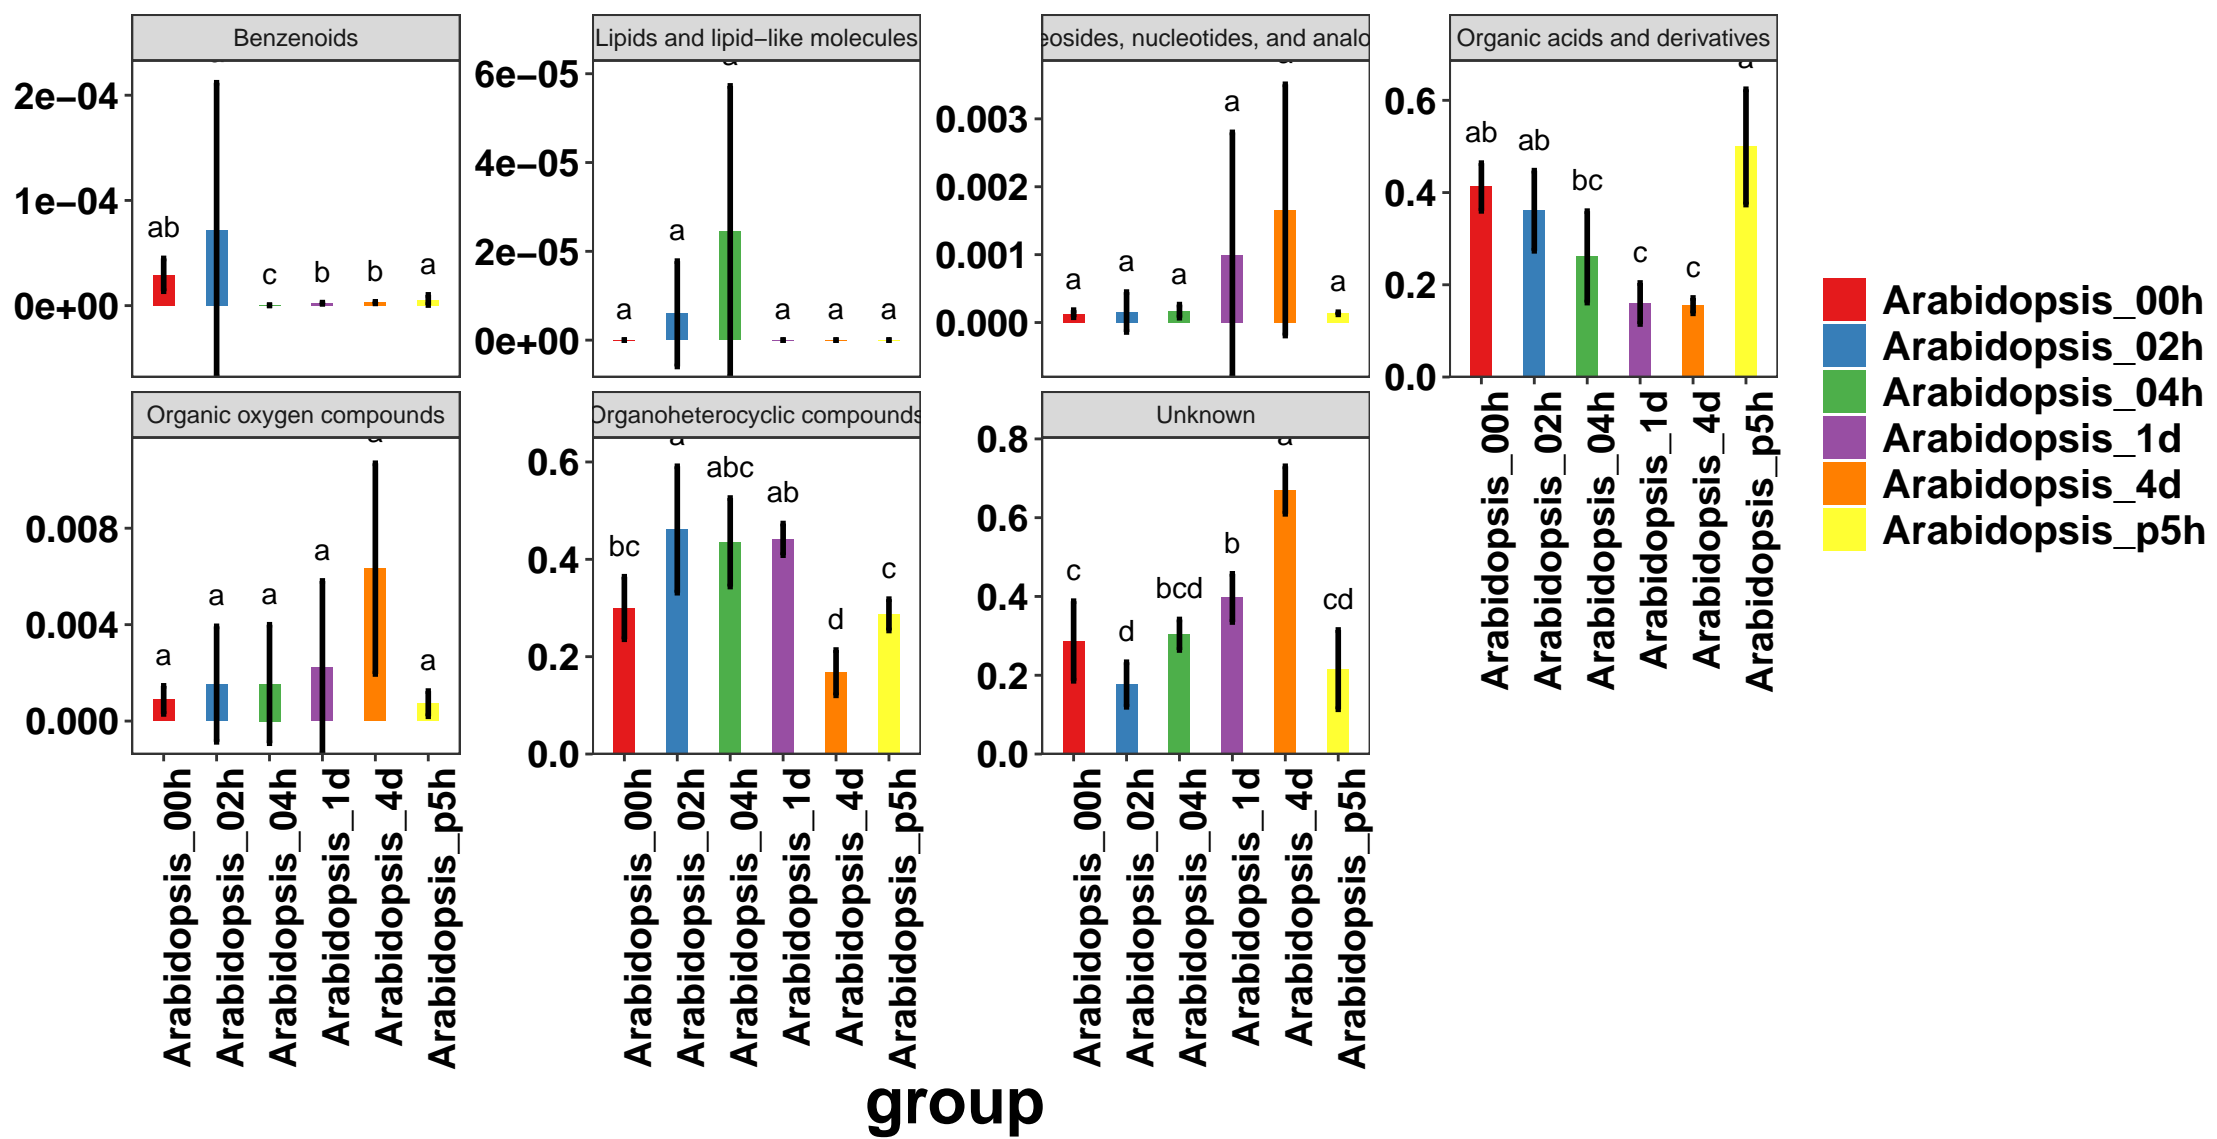 Benzenoids
Lipids and lipid−like molecules
eosides, nucleotides, and analo
Organic acids and derivatives
2e−04
1e−04
0e+00
ab
c
b
b
a
6e−05
4e−05
2e−05
0e+00
a
a
a
a
a
a
0.003
0.002
0.001
0.000
a
a
a
a
a
a
0.6
0.4
0.2
0.0
ab
ab
bc
c
c
a
Arabidopsis_00h
Arabidopsis_02h
Arabidopsis_04h
Arabidopsis_1d
Arabidopsis_4d
Arabidopsis_p5h
Organic oxygen compounds
Organoheterocyclic compounds
Unknown
0.008
0.004
0.000
a
a
a
a
a
a
Arabidopsis_00h
Arabidopsis_02h
Arabidopsis_04h
Arabidopsis_1d
Arabidopsis_4d
Arabidopsis_p5h
0.6
0.4
0.2
0.0
bc
a
abc
ab
d
c
Arabidopsis_00h
Arabidopsis_02h
Arabidopsis_04h
Arabidopsis_1d
Arabidopsis_4d
Arabidopsis_p5h
0.8
0.6
0.4
0.2
0.0
c
d
bcd
b
a
cd
Arabidopsis_00h
Arabidopsis_02h
Arabidopsis_04h
Arabidopsis_1d
Arabidopsis_4d
Arabidopsis_p5h
group
Arabidopsis_00h
Arabidopsis_02h
Arabidopsis_04h
Arabidopsis_1d
Arabidopsis_4d
Arabidopsis_p5h